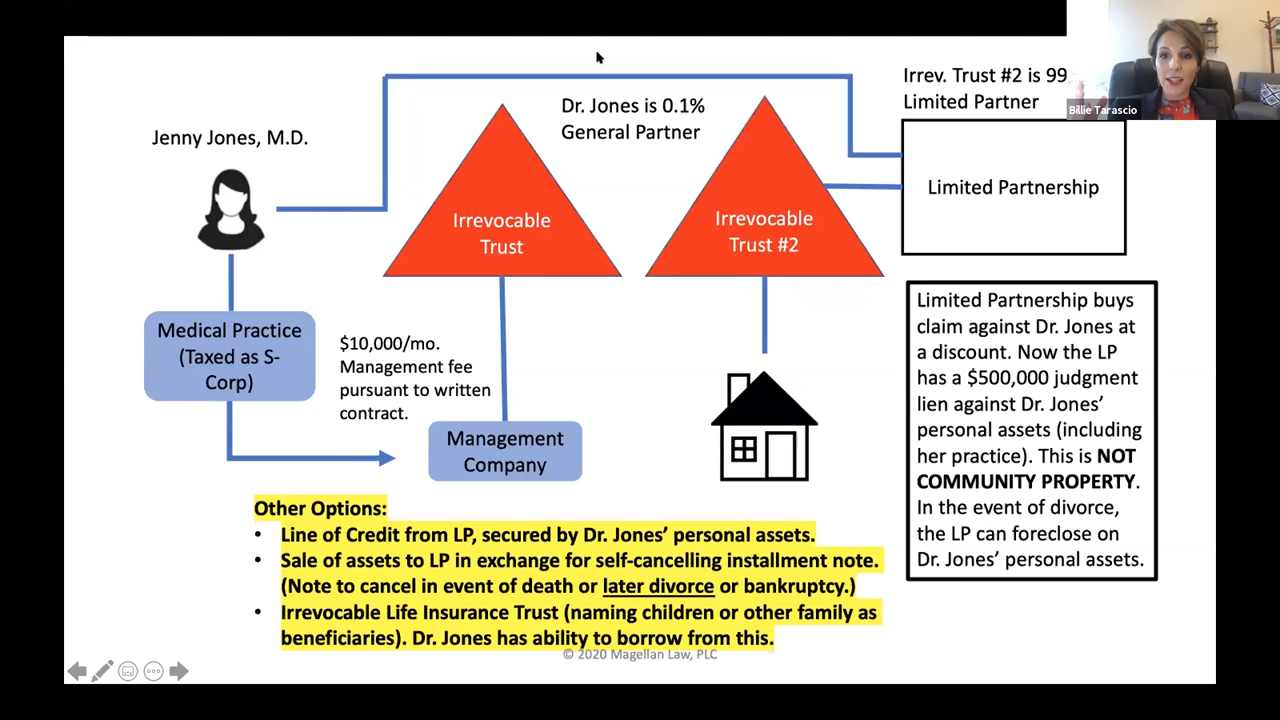 Irrev. Trust #2 is 99
Limited Partner
Billie Tarascio
Dr. Jones is 0.1%
General Partner
Jenny Jones, M.D.
Limited Partnership
Irrevocable
Trust
Irrevocable
Trust #2
Medical Practice
(Taxed as S-
Corp)
$10,000/mo.
Management fee
pursuant to written
contract.
Management
Company
Limited Partnership buys
claim against Dr. Jones at
a discount. Now the LP
has a $500,000 judgment
lien against Dr. Jones’
personal assets (including
her practice). This is NOT
COMMUNITY PROPERTY.
In the event of divorce,
the LP can foreclose on
Dr. Jones’ personal assets.
Other Options:
• Line of Credit from LP, secured by Dr. Jones’ personal assets.
• Sale of assets to LP in exchange for self-cancelling installment note.
(Note to cancel in event of death or later divorce or bankruptcy.)
• Irrevocable Life Insurance Trust (naming children or other family as
beneficiaries). Dr. Jones has ability to borrow from this.
© 2020 Magellan Law, PLC